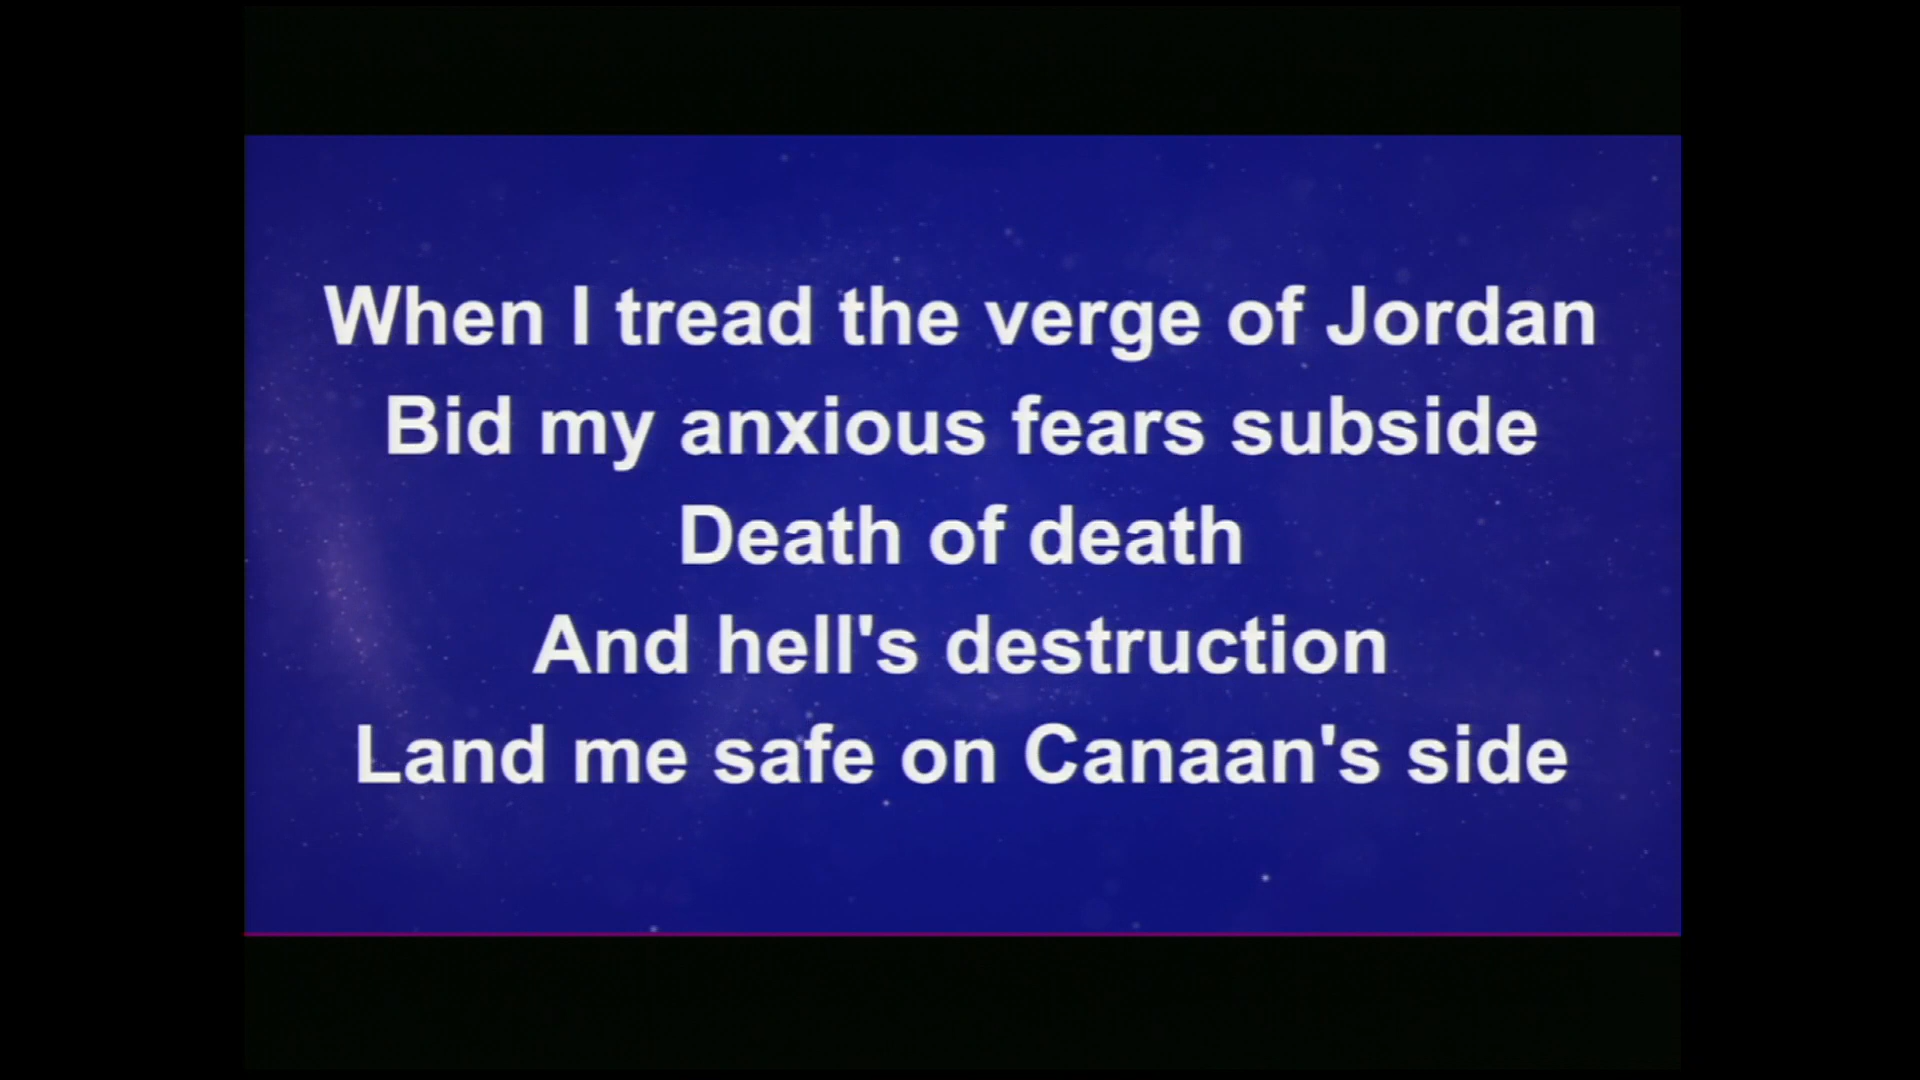 When I tread the verge of Jordan
Bid my anxious fears subside
Death of death
And hell's destruction
Land me safe on Canaan's side